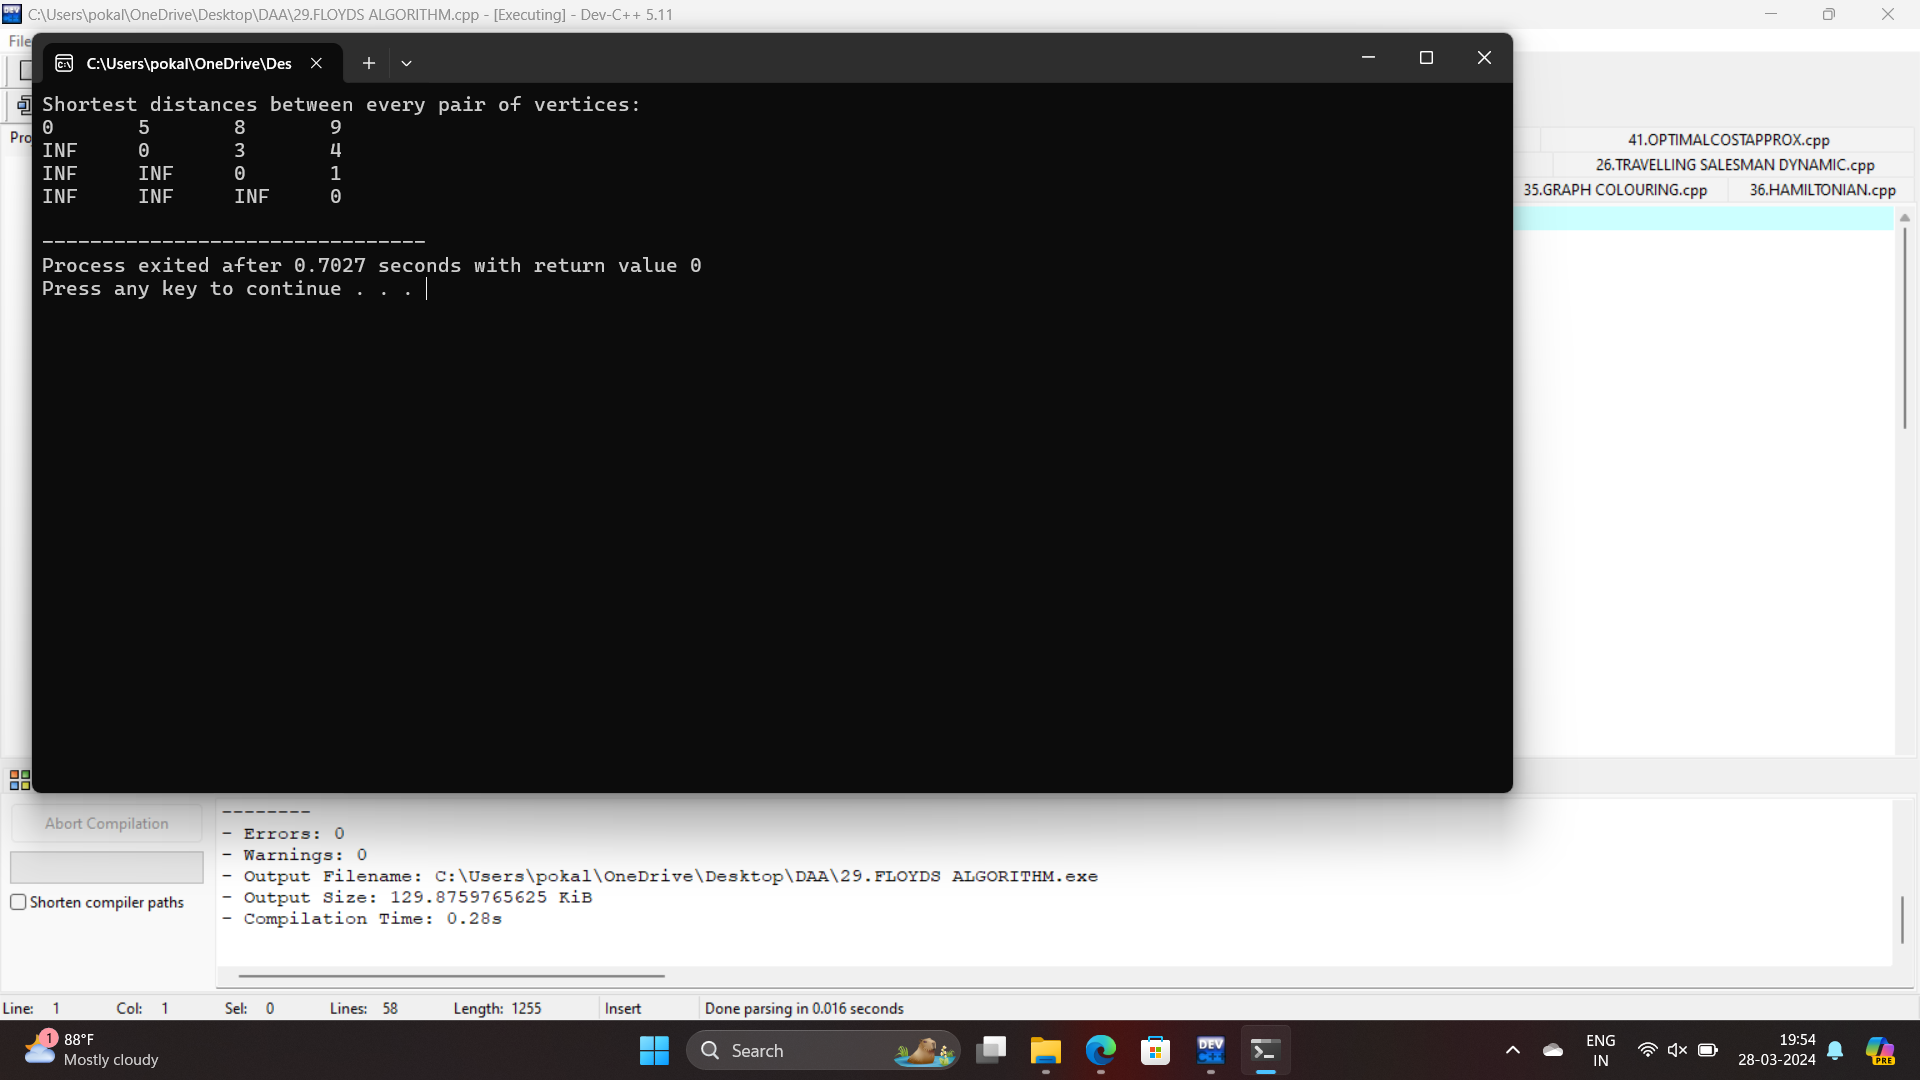 C:\Users\pokal\OneDrive\Desktop\DAA\29.FLOYDS ALGORITHM.cpp - [Executing] - Dev-C++ 5.11
File
C:\Users\pokal\OneDrive\Des
Shortest distances between every pair of vertices:
0 5 8 9
INF 0 3 4
INF INF 0 1
INF INF INF 0
--------------------------------
Process exited after 0.7027 seconds with return value 0
Press any key to continue . . .
41.OPTIMALCOSTAPPROX.cpp
26.TRAVELLING SALESMAN DYNAMIC.cpp
35.GRAPH COLOURING.cpp 36.HAMILTONIAN.cpp
Abort Compilation
Shorten compiler paths
--------
- Errors: 0
- Warnings: 0
- Output Filename: C:\Users\pokal\OneDrive\Desktop\DAA\29.FLOYDS ALGORITHM.exe
- Output Size: 129.8759765625 KiB
- Compilation Time: 0.28s
Line: 1 Col: 1 Sel: 0 Lines: 58 Length: 1255 Insert Done parsing in 0.016 seconds
1
88°F
Mostly cloudy
Search
DEV
ENG
IN
19:54
28-03-2024
PRE